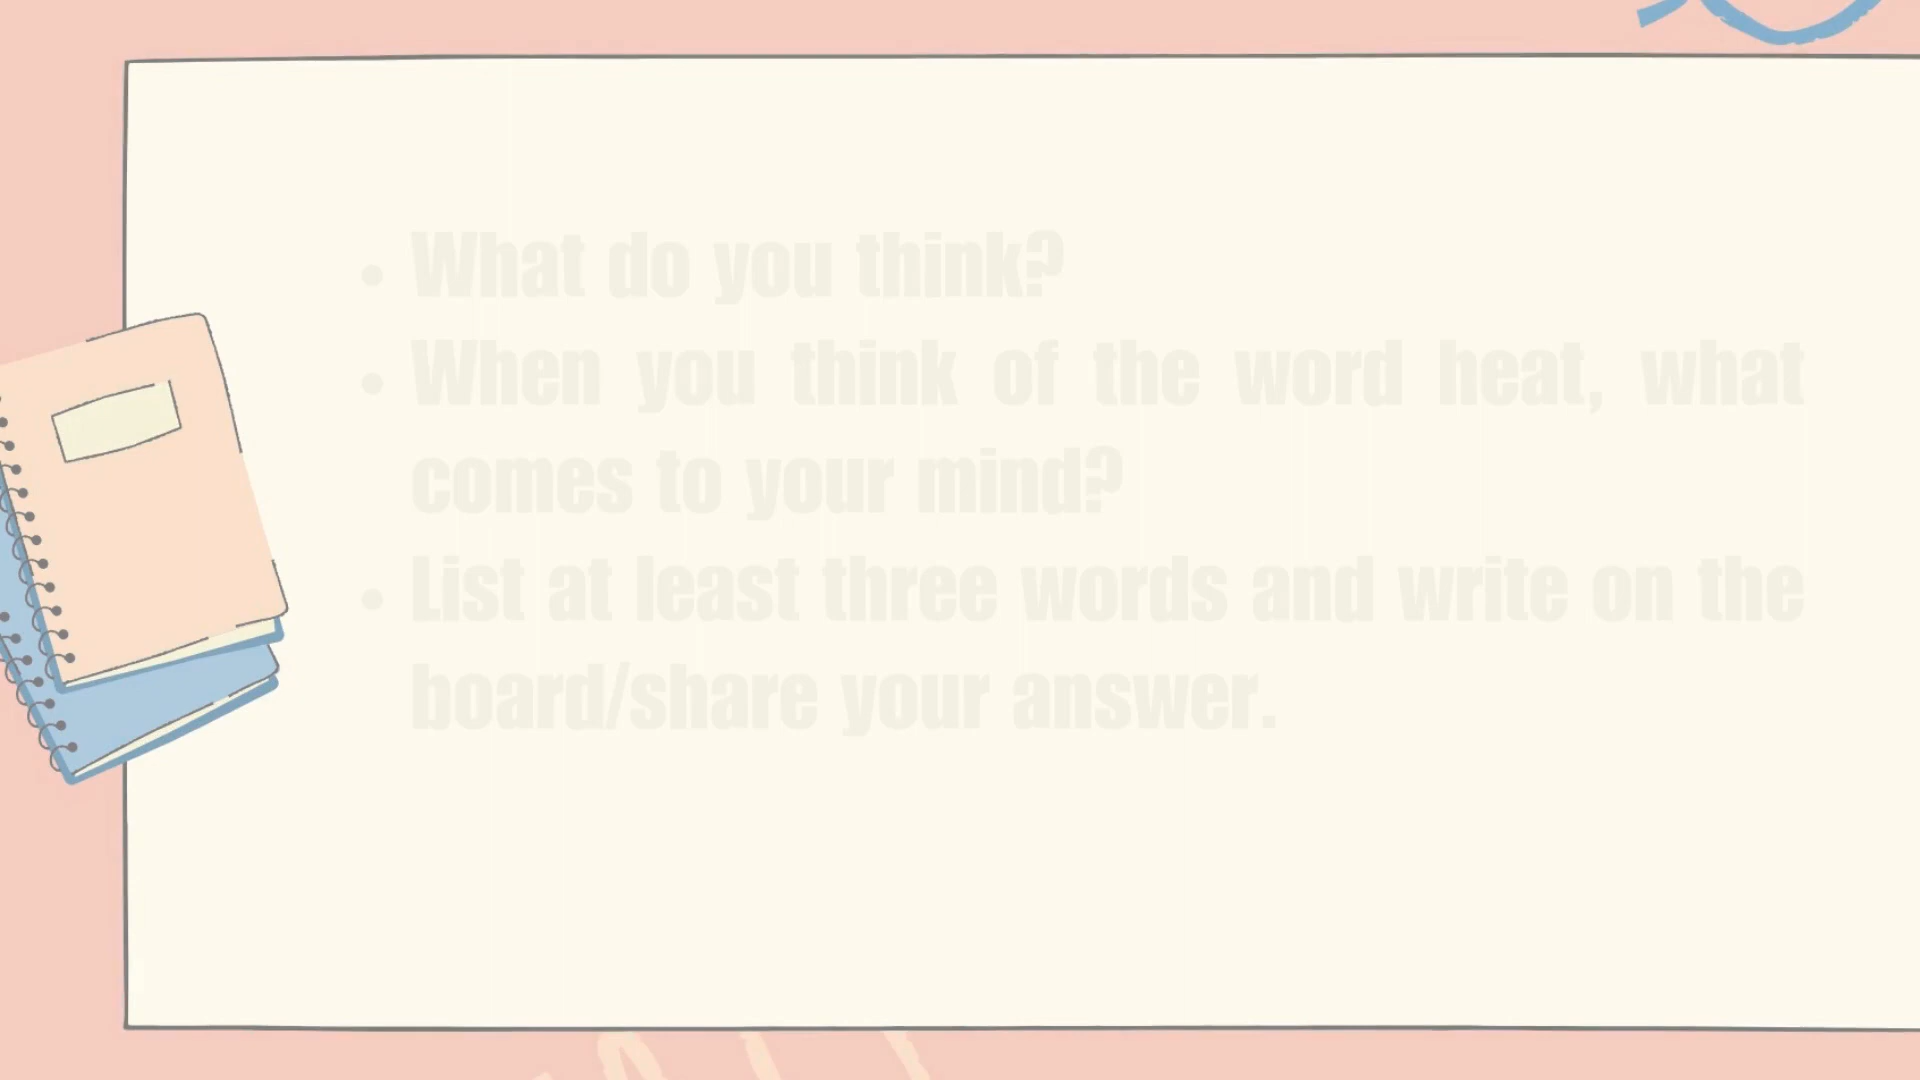 • What do you think?
• When you think of the word heat, what
comes to your mind?
• List at least three words and write on the
board/share your answer.